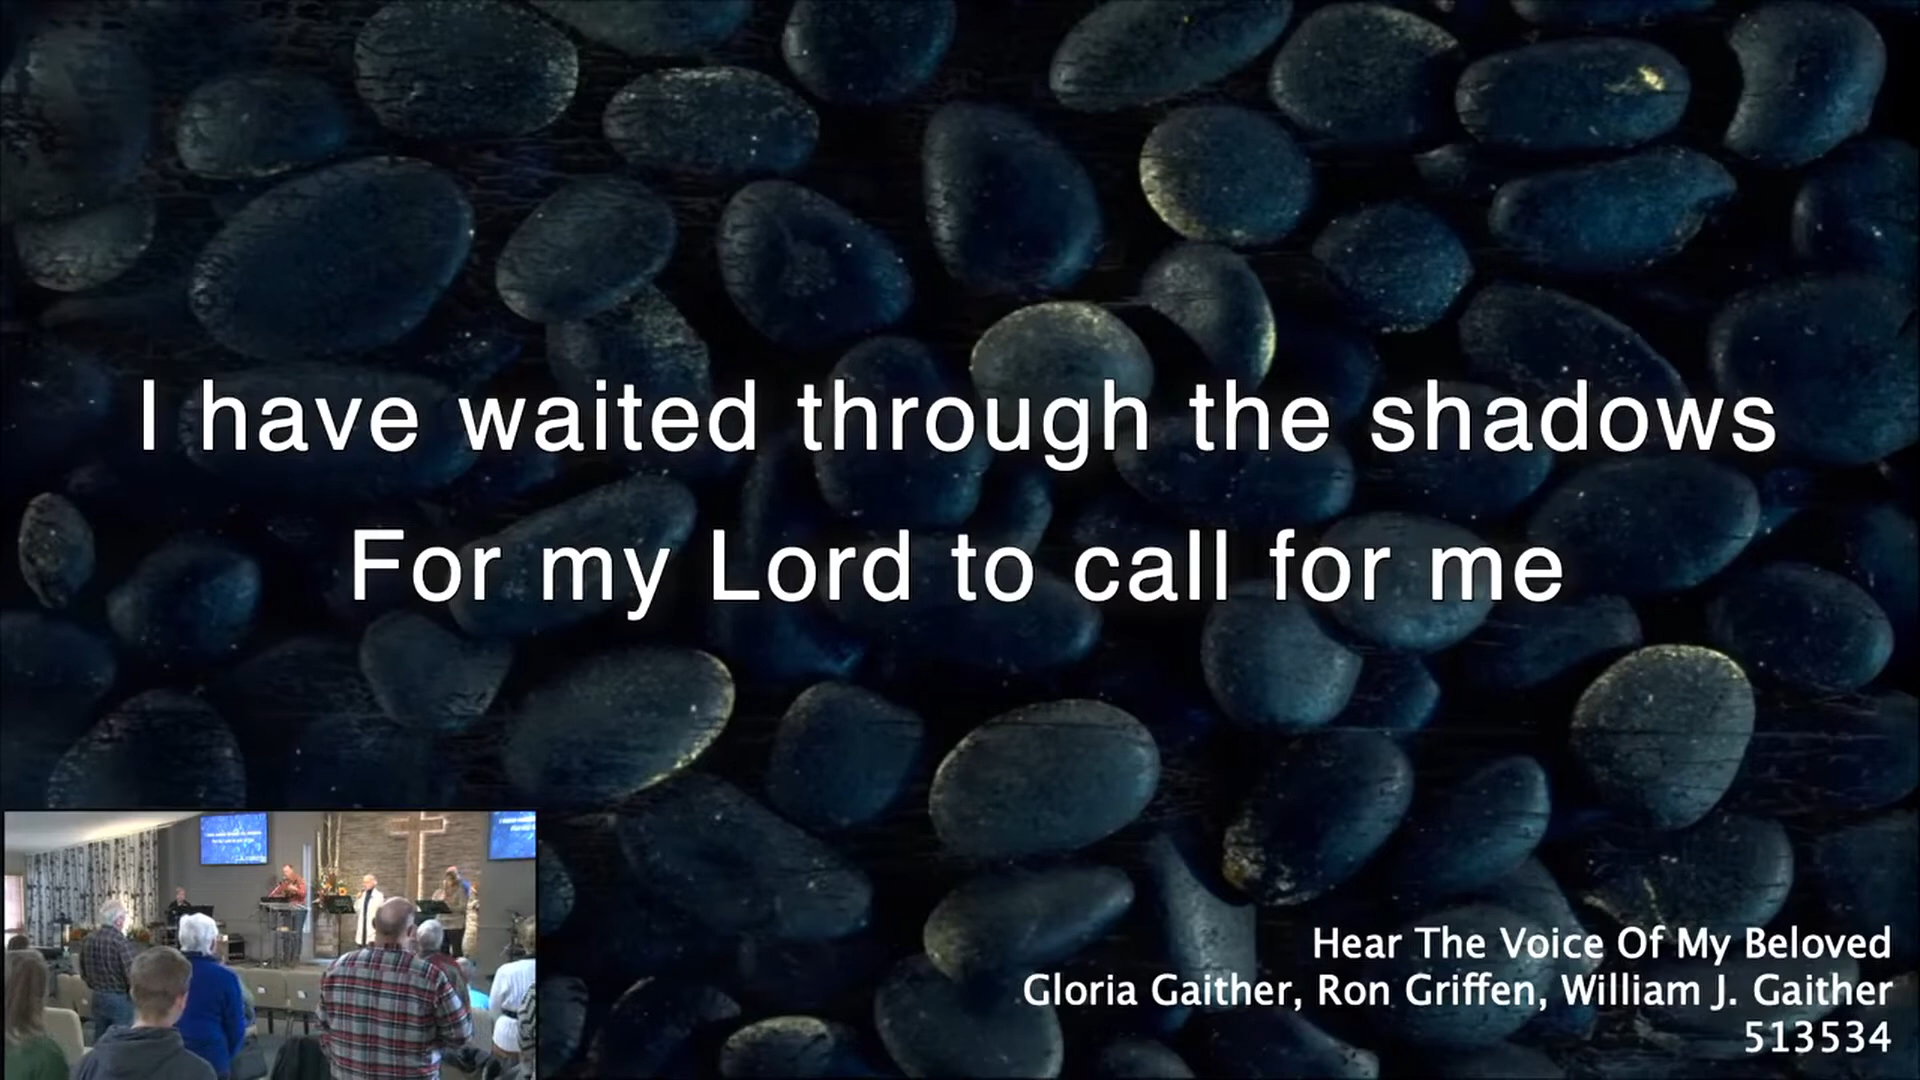 I have waited through the shadows
For my Lord to call for me
Hear The Voice Of My Beloved
Gloria Gaither, Ron Griffen, William J. Gaither
513534